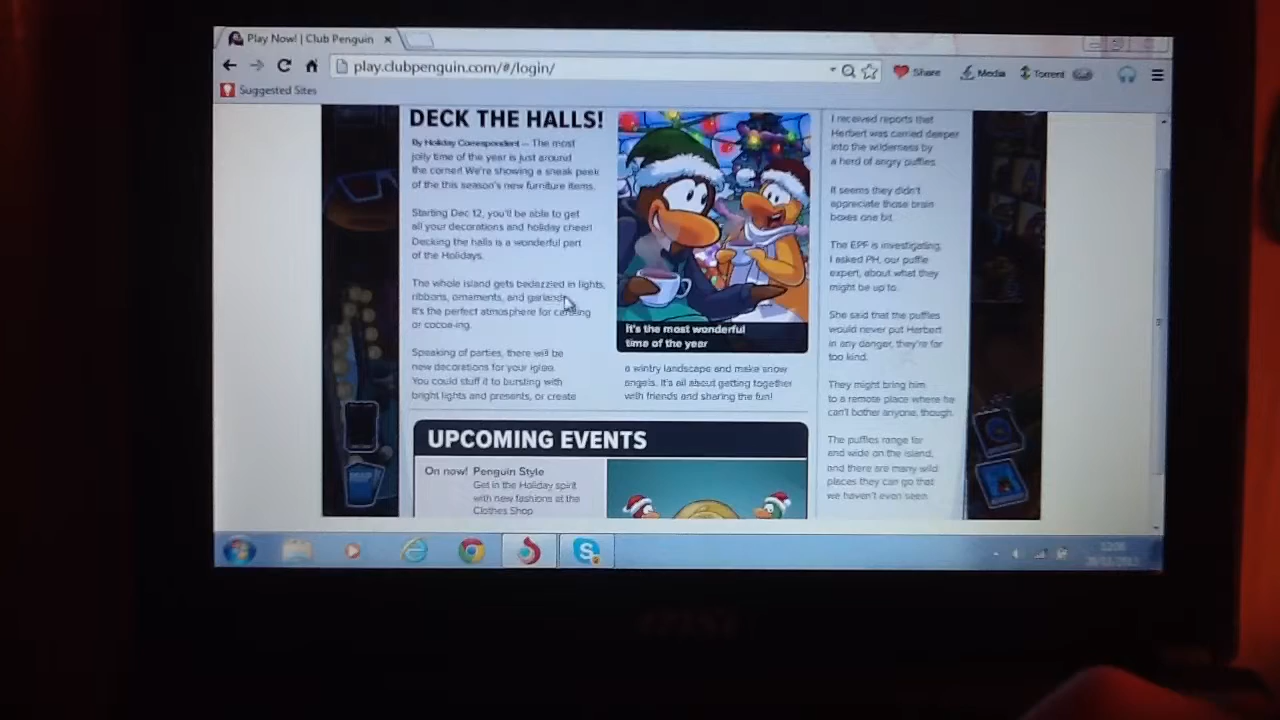 Play Now! | Club Penguin
play.clubpenguin.com/#/login/
Share
Media
Torrent
Suggested Sites
DECK THE HALLS!
By Holiday Correspondent – The most
jolly time of the year is just around
the corner! We're showing a sneak peek
of the this season's new furniture items.
Starting Dec 12, you'll be able to get
all your decorations and holiday cheer!
Decking the halls is a wonderful part
of the Holidays.
The whole island gets bedazzled in lights,
ribbons, ornaments, and garland
It's the perfect atmosphere for caroling
or cocoa-ing.
Speaking of parties, there will be
new decorations for your igloo.
You could stuff it to bursting with
bright lights and presents, or create
It's the most wonderful
time of the year
a wintry landscape and make snow
angels. It's all about getting together
with friends and sharing the fun!
UPCOMING EVENTS
On now! Penguin Style
Get in the Holiday spirit
with new fashions at the
Clothes Shop
I received reports that
Herbert was carried deeper
into the wilderness by
a herd of angry puffles.
It seems they didn't
appreciate those brain
boxes one bit.
The EPF is investigating.
I asked PH, our puffle
expert, about what they
might be up to.
She said that the puffles
would never put Herbert
in any danger, they're far
too kind.
They might bring him
to a remote place where he
can't bother anyone, though.
The puffles range far
and wide on the island,
and there are many wild
places they can go that
we haven't even seen.